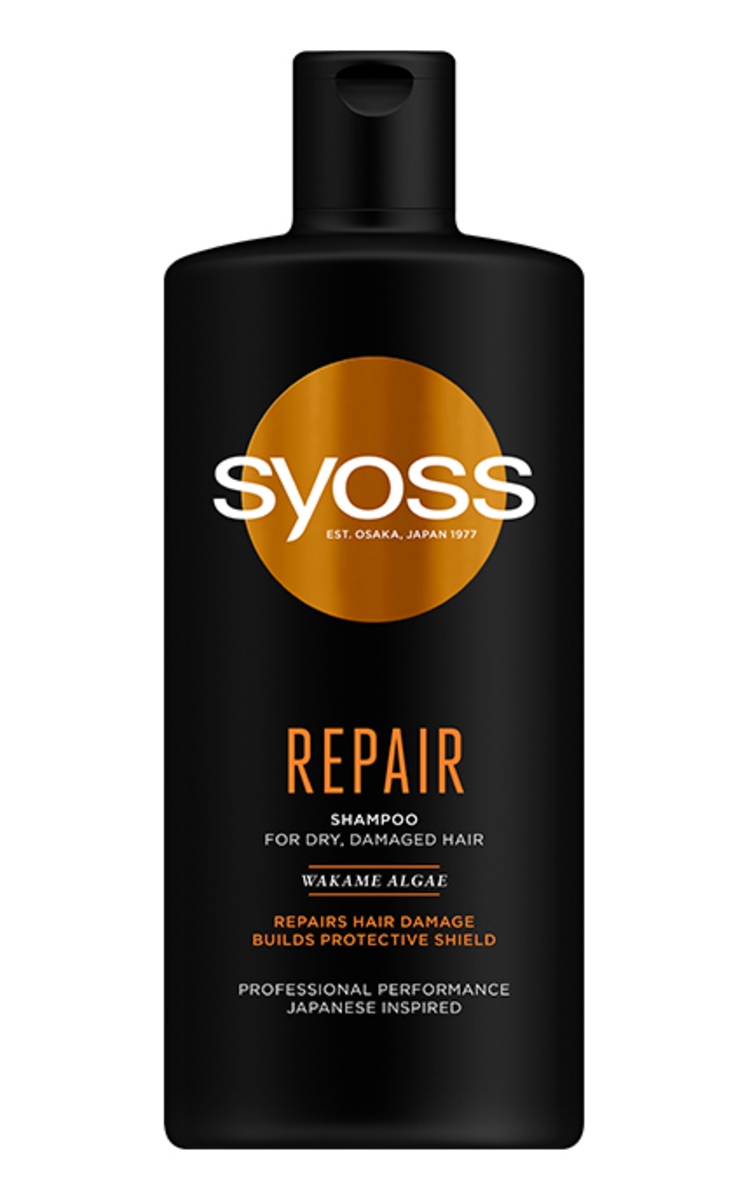 syoss
EST. OSAKA, JAPAN 1977
REPAIR
SHAMPOO
FOR DRY, DAMAGED HAIR
WAKAME ALGAE
REPAIRS HAIR DAMAGE
BUILDS PROTECTIVE SHIELD
PROFESSIONAL PERFORMANCE
JAPANESE INSPIRED